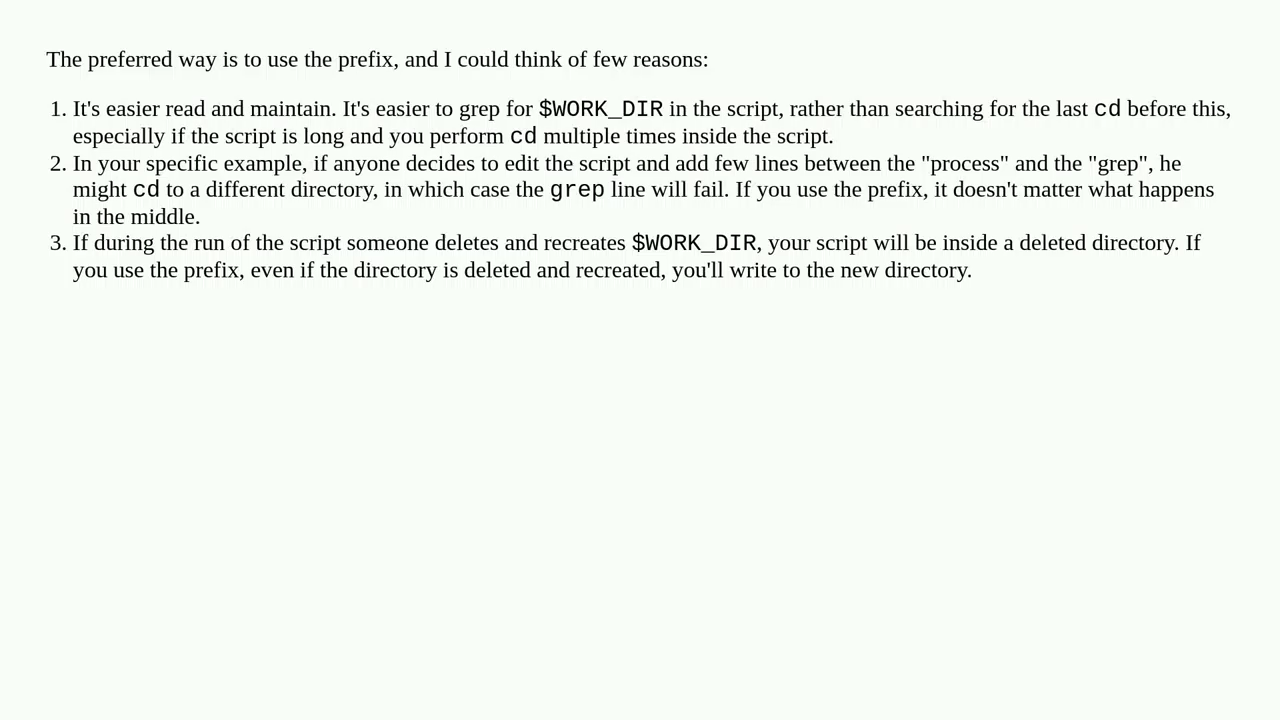 The preferred way is to use the prefix, and I could think of few reasons:
1. It's easier read and maintain. It's easier to grep for $WORK_DIR in the script, rather than searching for the last cd before this,
especially if the script is long and you perform cd multiple times inside the script.
2. In your specific example, if anyone decides to edit the script and add few lines between the "process" and the "grep", he
might cd to a different directory, in which case the grep line will fail. If you use the prefix, it doesn't matter what happens
in the middle.
3. If during the run of the script someone deletes and recreates $WORK_DIR, your script will be inside a deleted directory. If
you use the prefix, even if the directory is deleted and recreated, you'll write to the new directory.